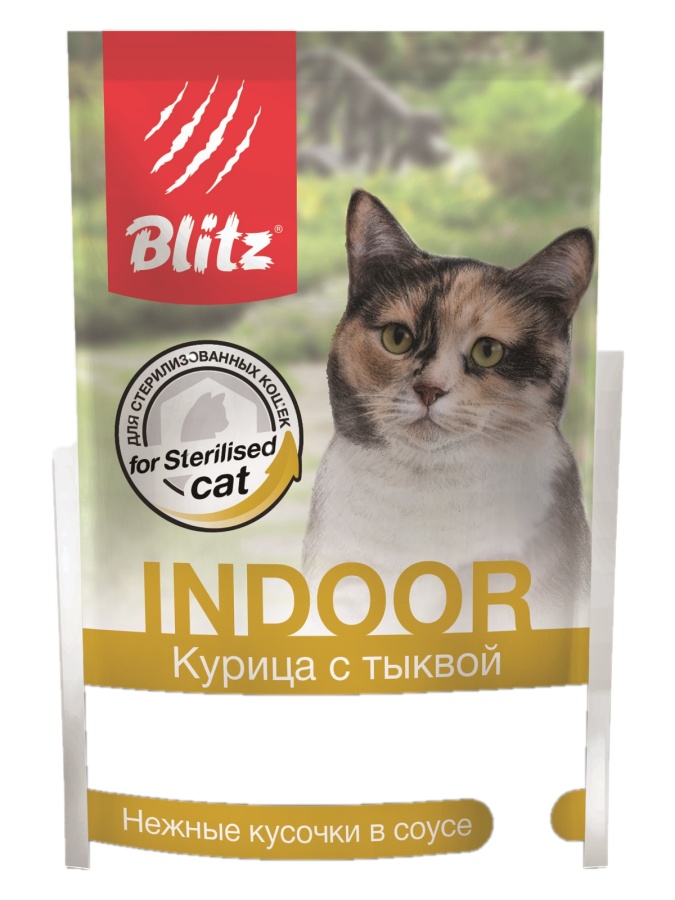 Blitz®
ДЛЯ СТЕРИЛИЗОВАННЫХ КОШЕК
for Sterilised
cat
INDOOR
Курица с тыквой
Нежные кусочки в соусе